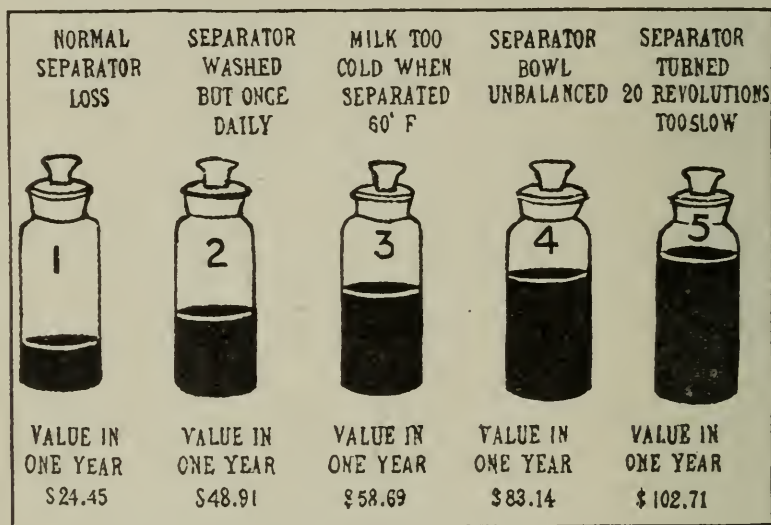 NORMAL
SEPARATOR
LOSS
SEPARATOR
WASHED
BUT ONCE
DAILY
MILK TOO
COLD WHEN
SEPARATED
60° F
SEPARATOR
BOWL
UNBALANCED
SEPARATOR
TURNED
20 REVOLUTIONS
TOO SLOW
1
2
3
4
5
VALUE IN
ONE YEAR
$24.45
VALUE IN
ONE YEAR
$48.91
VALUE IN
ONE YEAR
$58.69
VALUE IN
ONE YEAR
$83.14
VALUE IN
ONE YEAR
$102.71